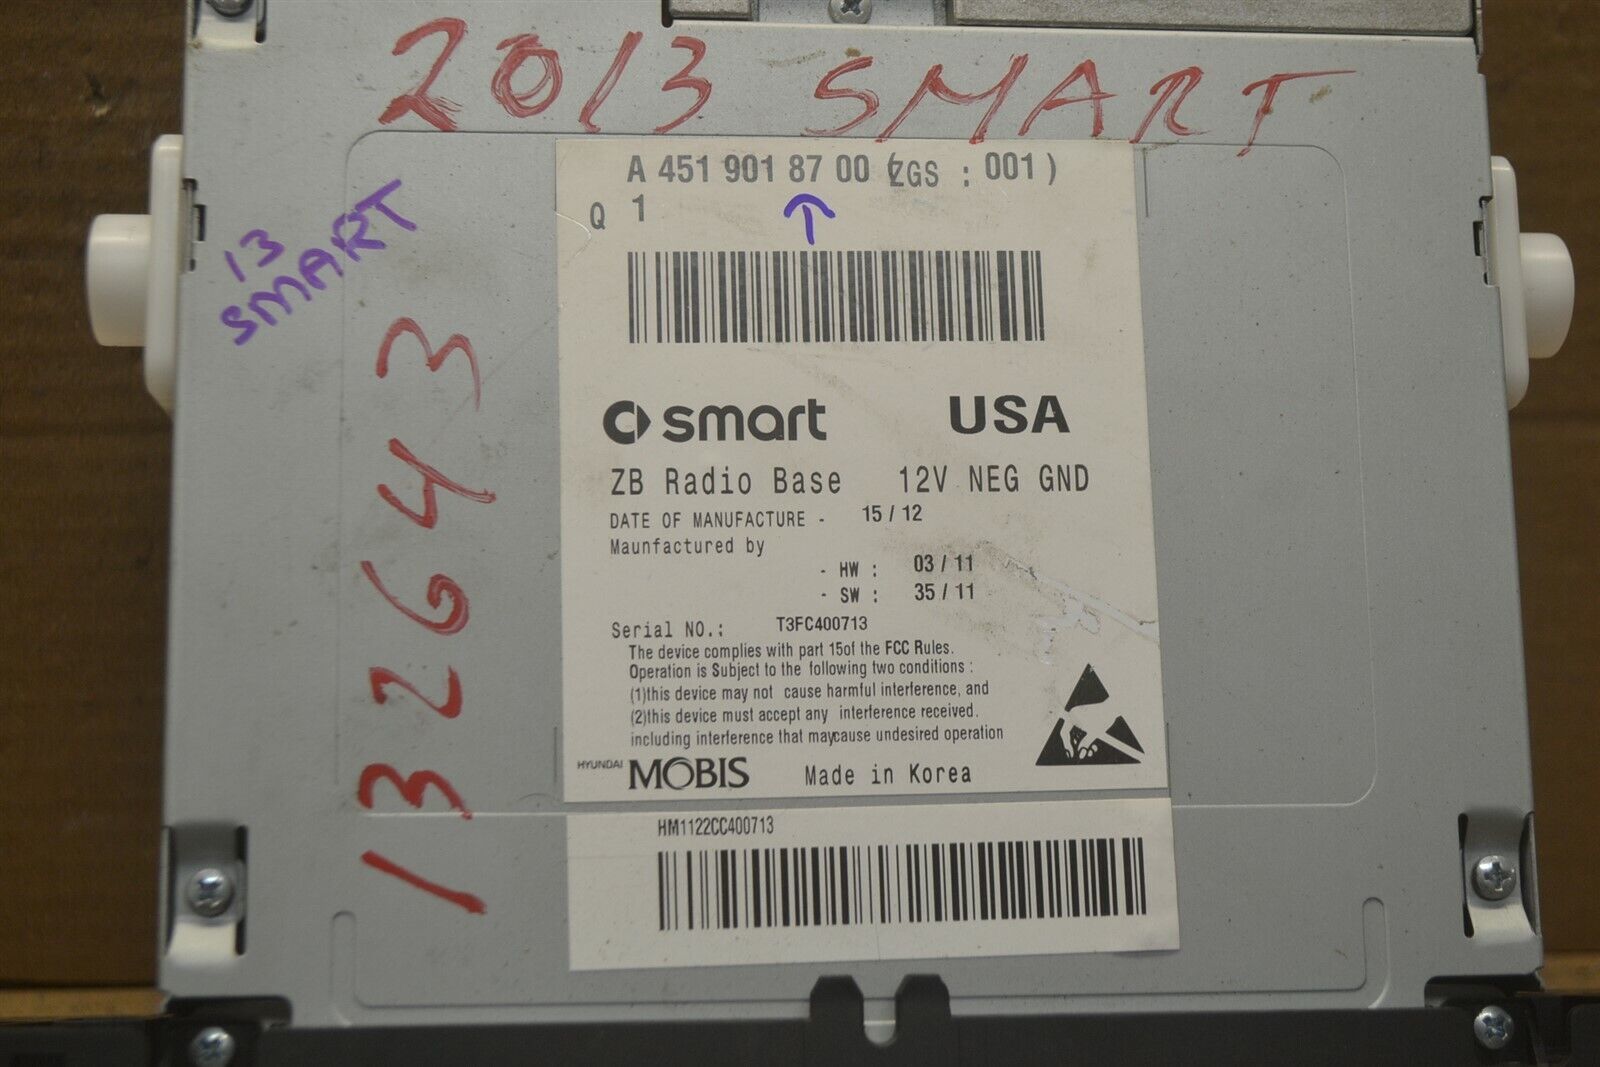 2013 SMART
A 451 901 87 00 (ZGS : 001 )
Q 1
13
SMART
13643
smart USA
ZB Radio Base 12V NEG GND
DATE OF MANUFACTURE - 15 / 12
Maunfactured by
- HW : 03 / 11
- SW : 35 / 11
Serial NO.: T3FC400713
The device complies with part 15of the FCC Rules.
Operation is Subject to the following two conditions :
(1)this device may not cause harmful interference, and
(2)this device must accept any interference received.
including interference that maycause undesired operation
HYUNDAI MOBIS Made in Korea
HM1122CC400713